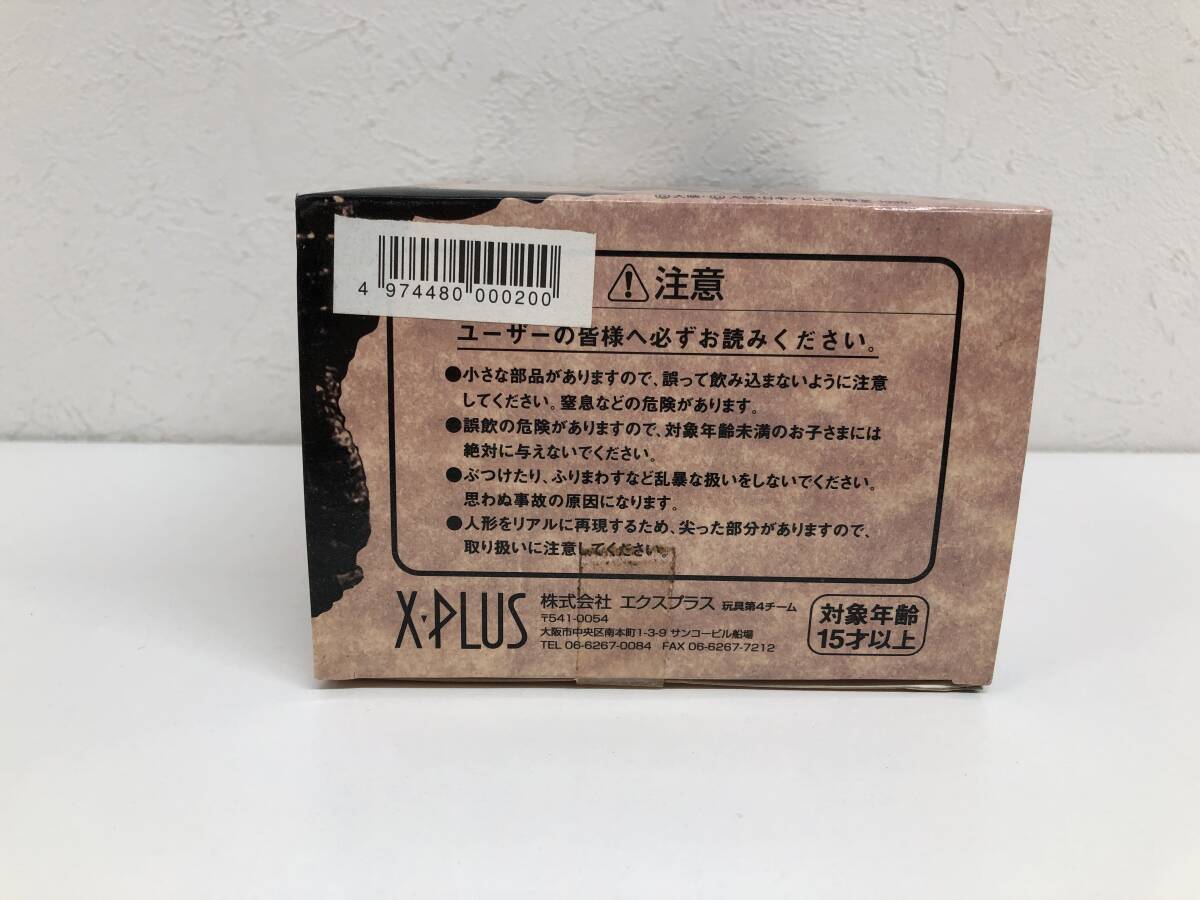 4 974480 000200
注意
ユーザーの皆様へ必ずお読みください。
●小さな部品がありますので、誤って飲み込まないように注意
してください。窒息などの危険があります。
●誤飲の危険がありますので、対象年齢未満のお子さまには
絶対に与えないでください。
●ぶつけたり、ふりまわすなど乱暴な扱いをしないでください。
思わぬ事故の原因になります。
●人形をリアルに再現するため、尖った部分がありますので、
取り扱いに注意してください。
X·PLUS
株式会社 エクスプラス 玩具第4チーム
〒541-0054
大阪市中央区南本町1-3-9 サンコービル船場
TEL 06-6267-0084 FAX 06-6267-7212
対象年齢
15才以上